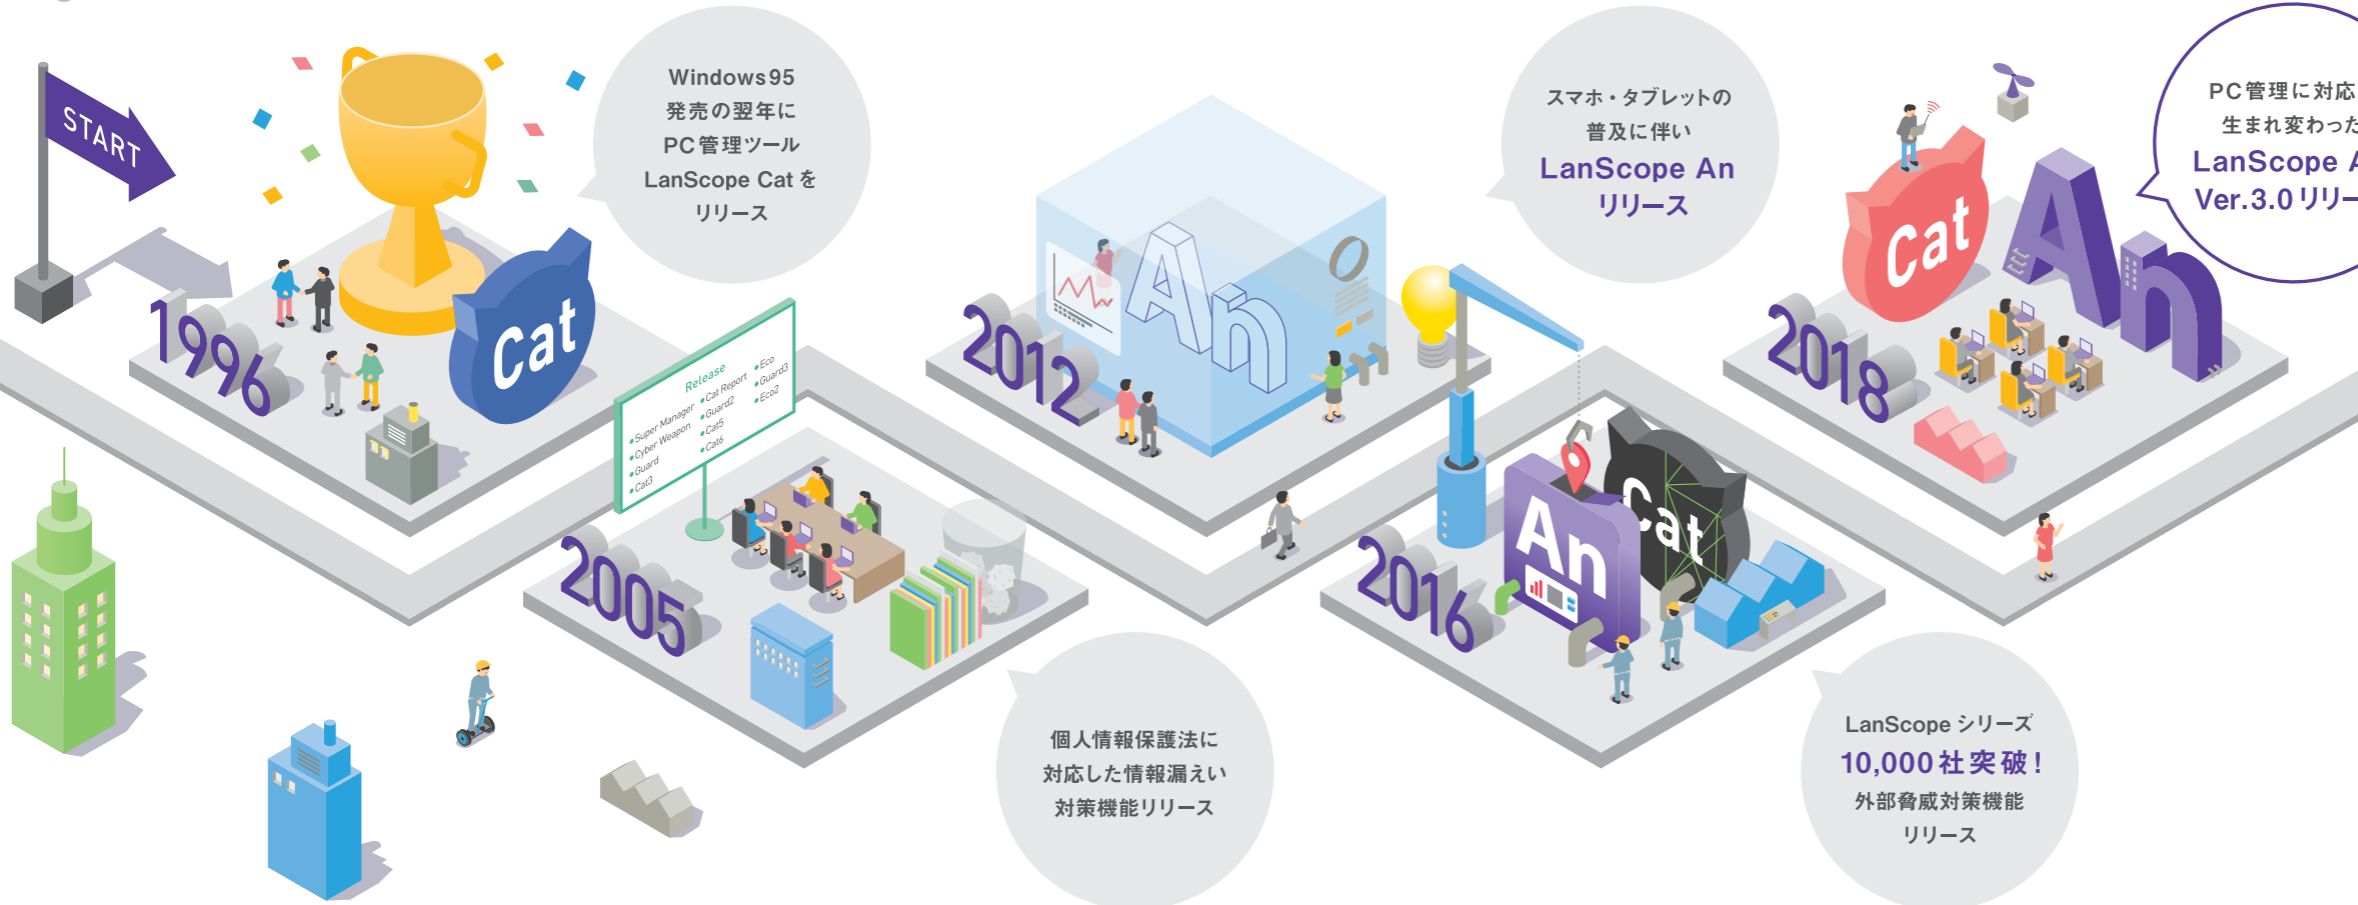 START
1996
Cat
Windows95
発売の翌年に
PC管理ツール
LanScope Cat を
リリース
Release
•Super Manager
•Cyber Weapon
•Guard
•Cat3
•Cat Report
•Guard2
•Cat5
•Cat6
•Eco
•Guard3
•Eco2
2005
個人情報保護法に
対応した情報漏えい
対策機能リリース
2012
An
スマホ・タブレットの
普及に伴い
LanScope An
リリース
2016
An
Cat
LanScope シリーズ
10,000社突破!
外部脅威対策機能
リリース
2018
Cat
An
PC管理に対応
生まれ変わった
LanScope
Ver.3.0リリー